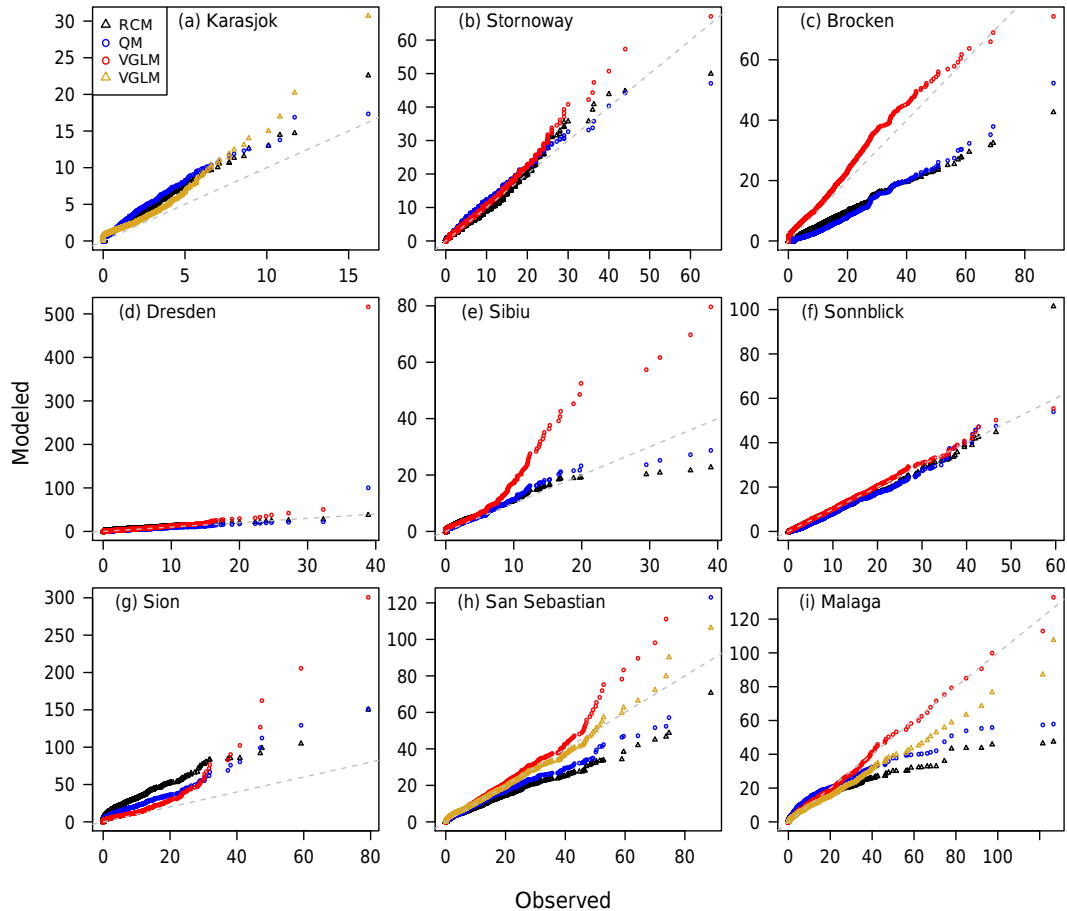 (a) Karasjok
RCM
QM
VGLM
VGLM
0 5 10 15 20 25 30
0 5 10 15
(b) Stornoway
0 10 20 30 40 50 60
0 10 20 30 40 50 60
(c) Brocken
0 20 40 60 80
0 20 40 60 80
(d) Dresden
0 100 200 300 400 500
0 10 20 30 40
(e) Sibiu
0 20 40 60 80
0 10 20 30 40
(f) Sonnblick
0 20 40 60 80 100
0 10 20 30 40 50 60
(g) Sion
0 50 100 150 200 250 300
0 20 40 60 80
(h) San Sebastian
0 20 40 60 80 100 120
0 20 40 60 80
(i) Malaga
0 20 40 60 80 100 120
0 20 40 60 80 100
Modeled
Observed